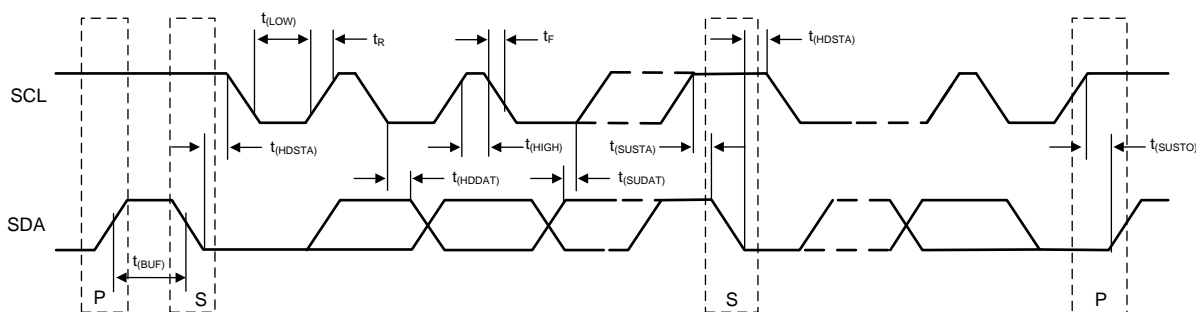 t(LOW)
tR
tF
t(HDSTA)
SCL
t(HDSTA)
t(HIGH)
t(SUSTA)
t(SUSTO)
t(HDDAT)
t(SUDAT)
SDA
t(BUF)
P
S
S
P